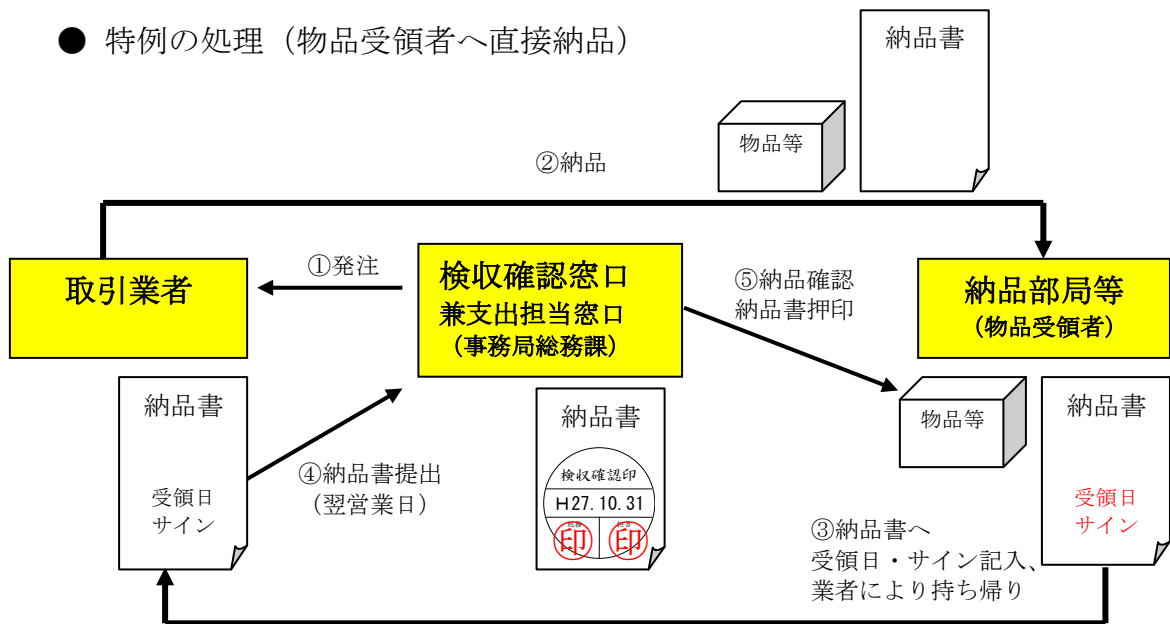 ● 特例の処理（物品受領者へ直接納品）
納品書
物品等
②納品
取引業者
①発注
検収確認窓口
兼支出担当窓口
（事務局総務課）
⑤納品確認
納品書押印
納品部局等
（物品受領者）
納品書
受領日
サイン
④納品書提出
（翌営業日）
納品書
検収確認印
H27.10.31
印
印
物品等
納品書
受領日
サイン
③納品書へ
受領日・サイン記入、
業者により持ち帰り